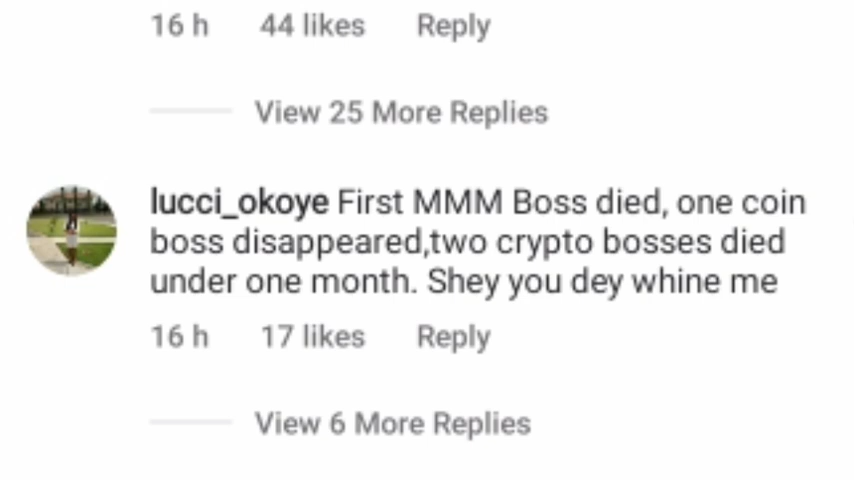 16 h 44 likes Reply
View 25 More Replies
lucci_okoye First MMM Boss died, one coin
boss disappeared,two crypto bosses died
under one month. Shey you dey whine me
16 h 17 likes Reply
View 6 More Replies